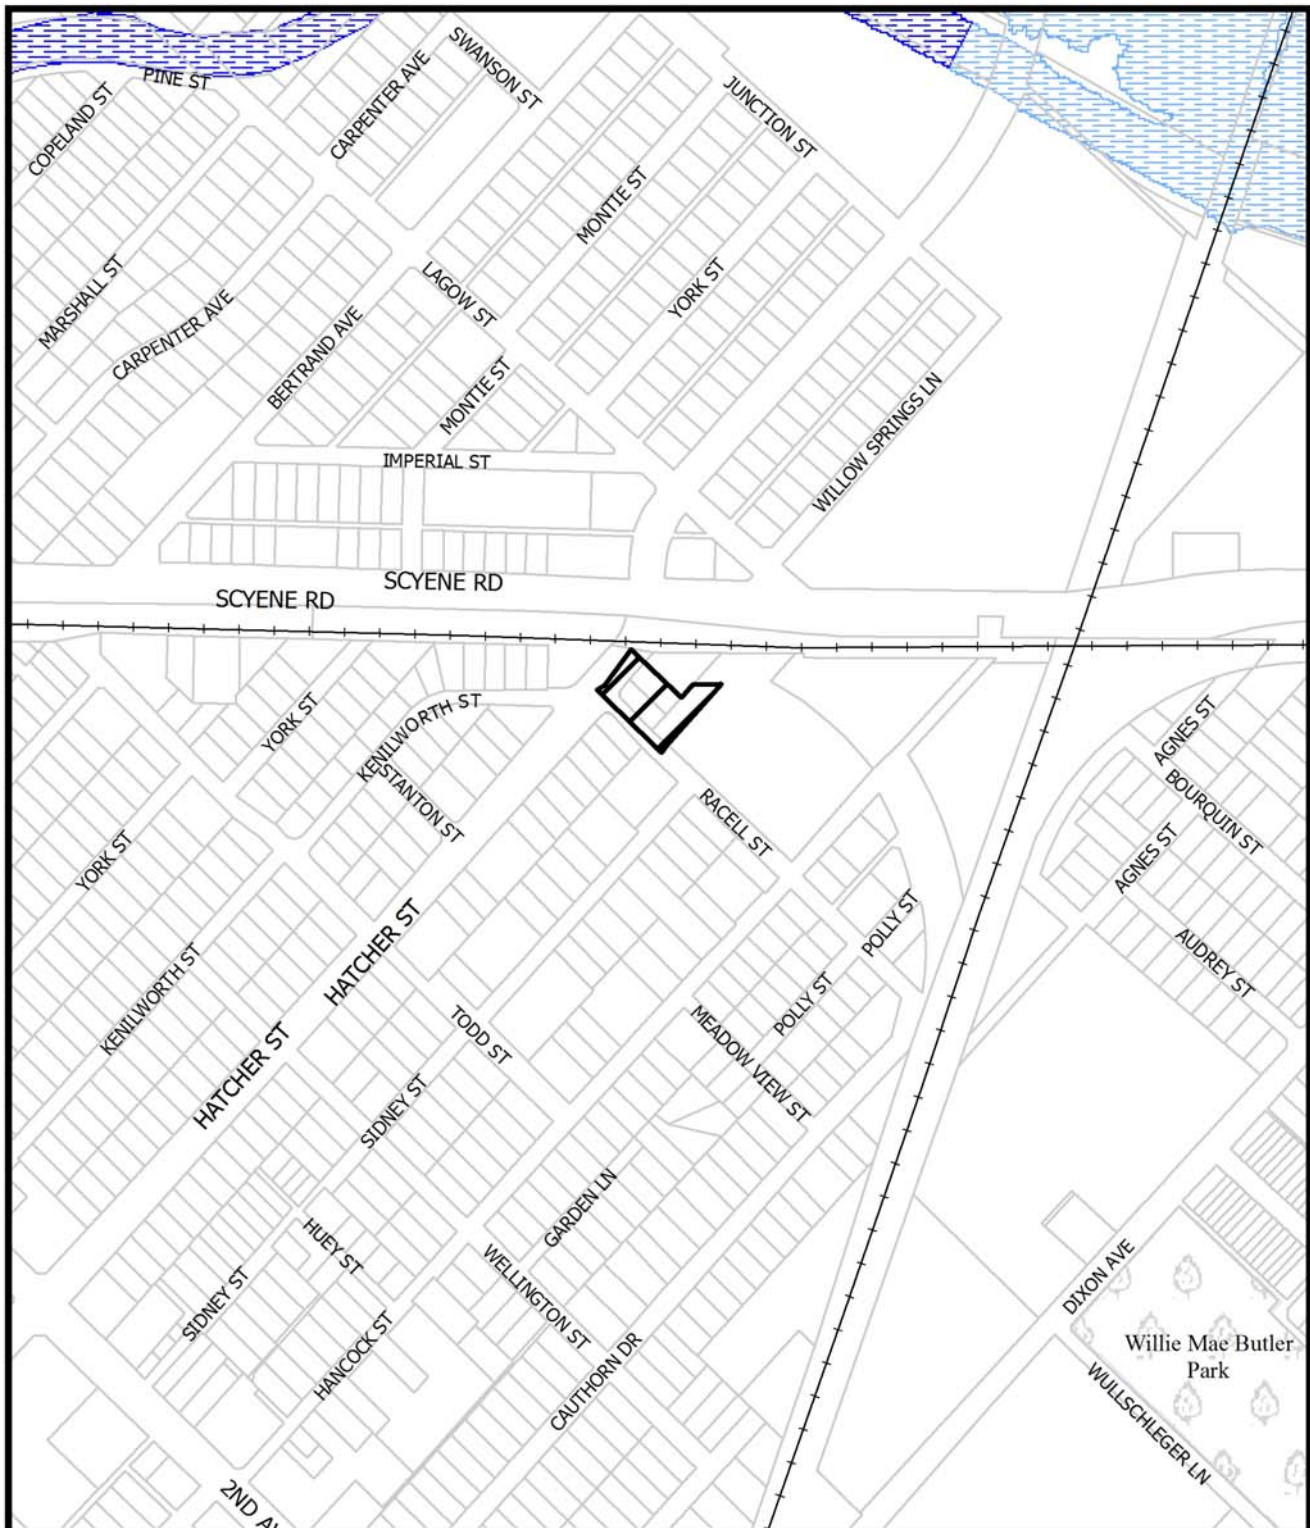 SWANSON ST
PINE ST
CARPENTER AVE
COPELAND ST
JUNCTION ST
MONTIE ST
MARSHALL ST
LAGOW ST
YORK ST
CARPENTER AVE
BERTRAND AVE
MONTIE ST
WILLOW SPRINGS LN
IMPERIAL ST
SCYENE RD
SCYENE RD
YORK ST
KENILWORTH ST
AGNES ST
STANTON ST
RACELL ST
BOURQUIN ST
YORK ST
AGNES ST
POLLY ST
HATCHER ST
KENILWORTH ST
AUDREY ST
POLLY ST
TODD ST
MEADOW VIEW ST
HATCHER ST
SIDNEY ST
GARDEN LN
HUEY ST
WELLINGTON ST
DIXON AVE
SIDNEY ST
HANCOCK ST
CAUTHORN DR
Willie Mae Butler
Park
WULLSCHLEGER LN
2ND AV